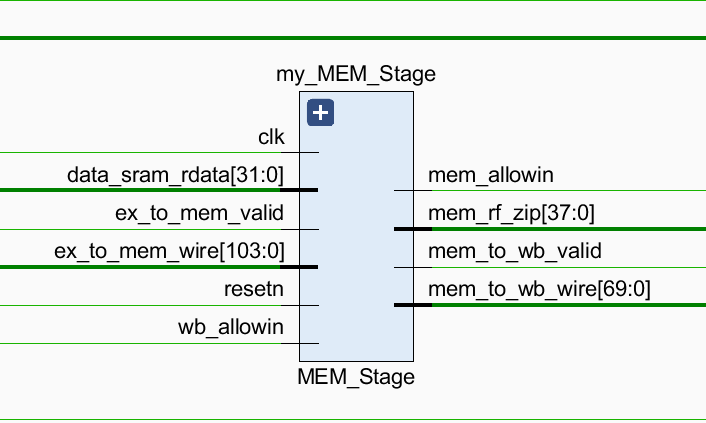 my_MEM_Stage
clk
data_sram_rdata[31:0]
ex_to_mem_valid
ex_to_mem_wire[103:0]
resetn
wb_allowin
mem_allowin
mem_rf_zip[37:0]
mem_to_wb_valid
mem_to_wb_wire[69:0]
MEM_Stage